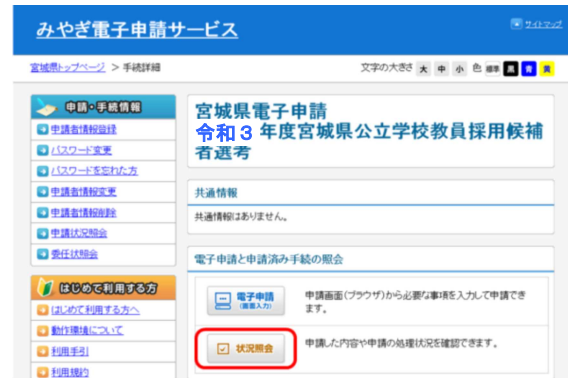 みやぎ電子申請サービス
サイトマップ
宮城県トップページ > 手続詳細
文字の大きさ 大 中 小 色 標準 黒 青 黄
申請・手続情報
申請者情報登録
パスワード変更
パスワードを忘れた方
申請者情報変更
申請者情報削除
申請状況照会
委任状照会
はじめて利用する方
はじめて利用する方へ
動作環境について
利用手引
利用規約
宮城県電子申請
令和３年度宮城県公立学校教員採用候補
者選考
共通情報
共通情報はありません。
電子申請と申請済み手続の照会
電子申請
(画面入力)
申請画面(ブラウザ)から必要な事項を入力して申請でき
ます。
状況照会
申請した内容や申請の処理状況を確認できます。